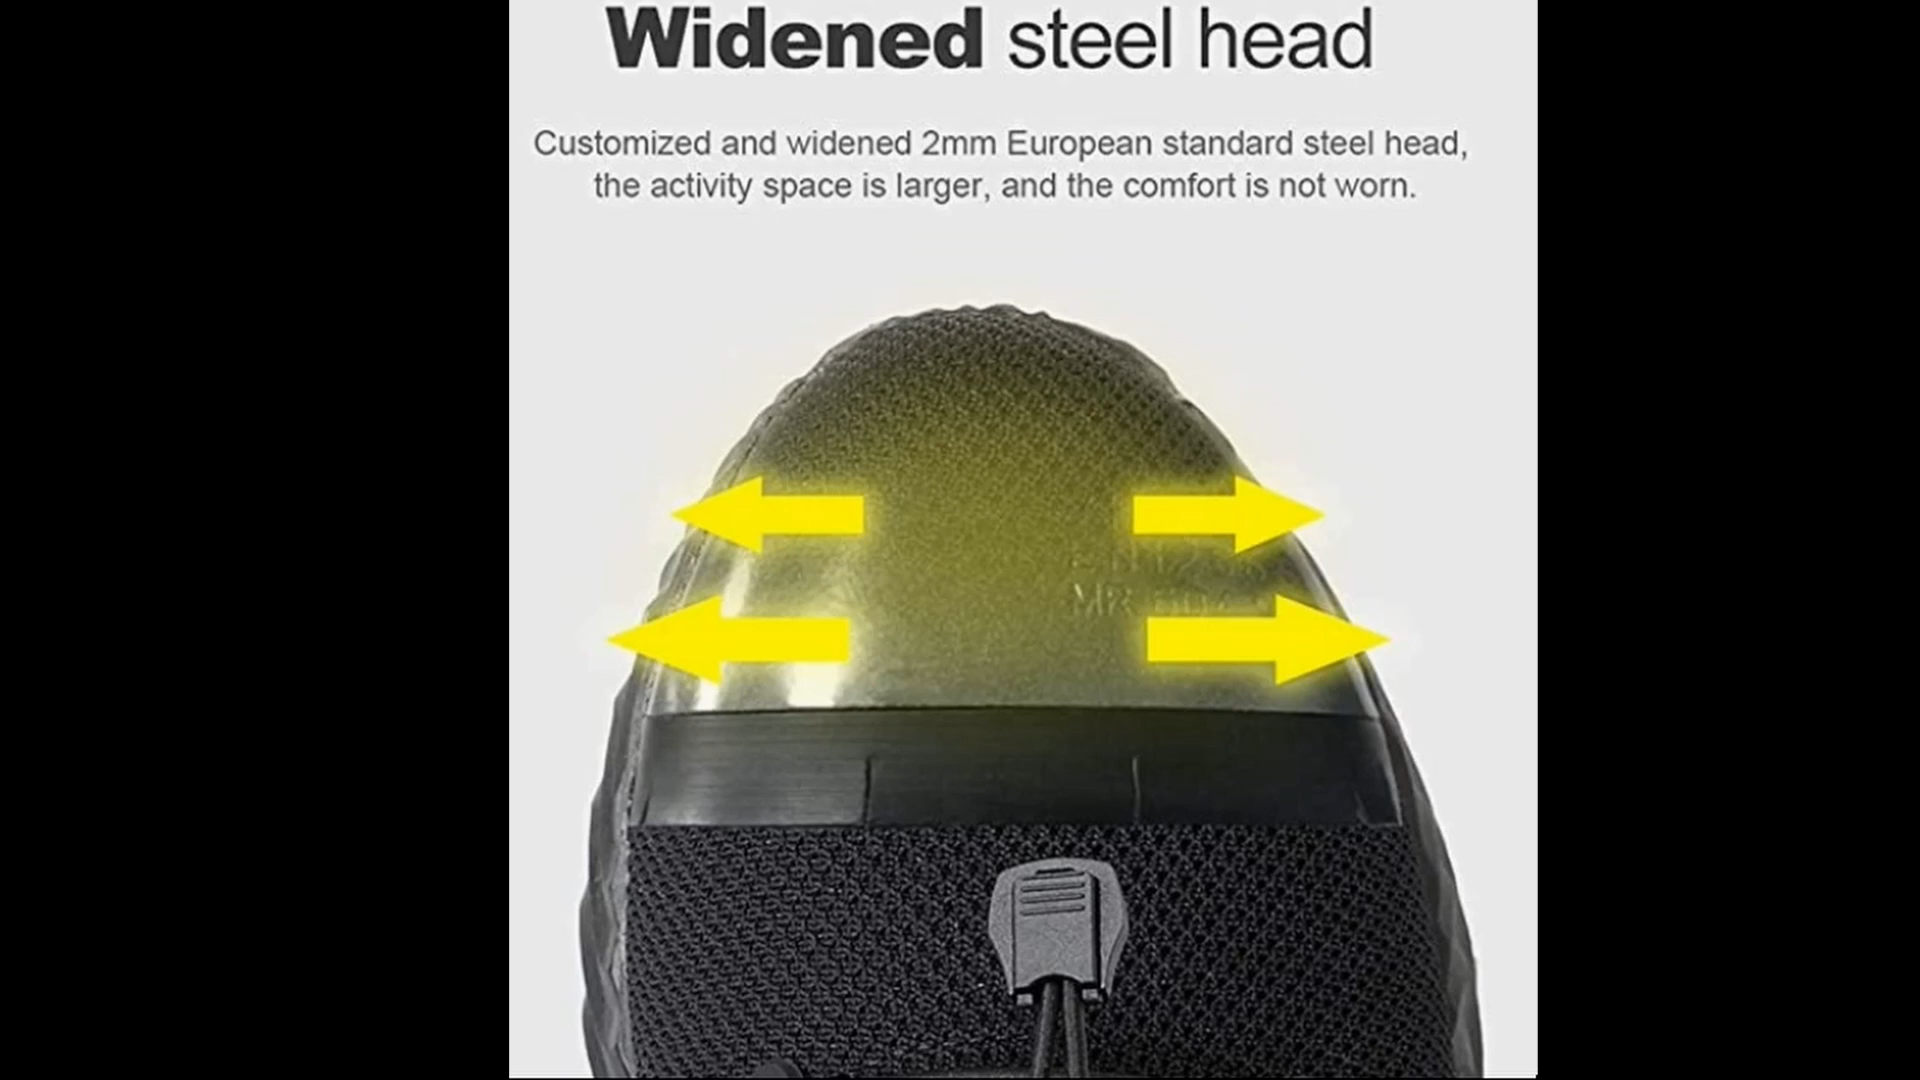 Widened steel head
Customized and widened 2mm European standard steel head,
the activity space is larger, and the comfort is not worn.